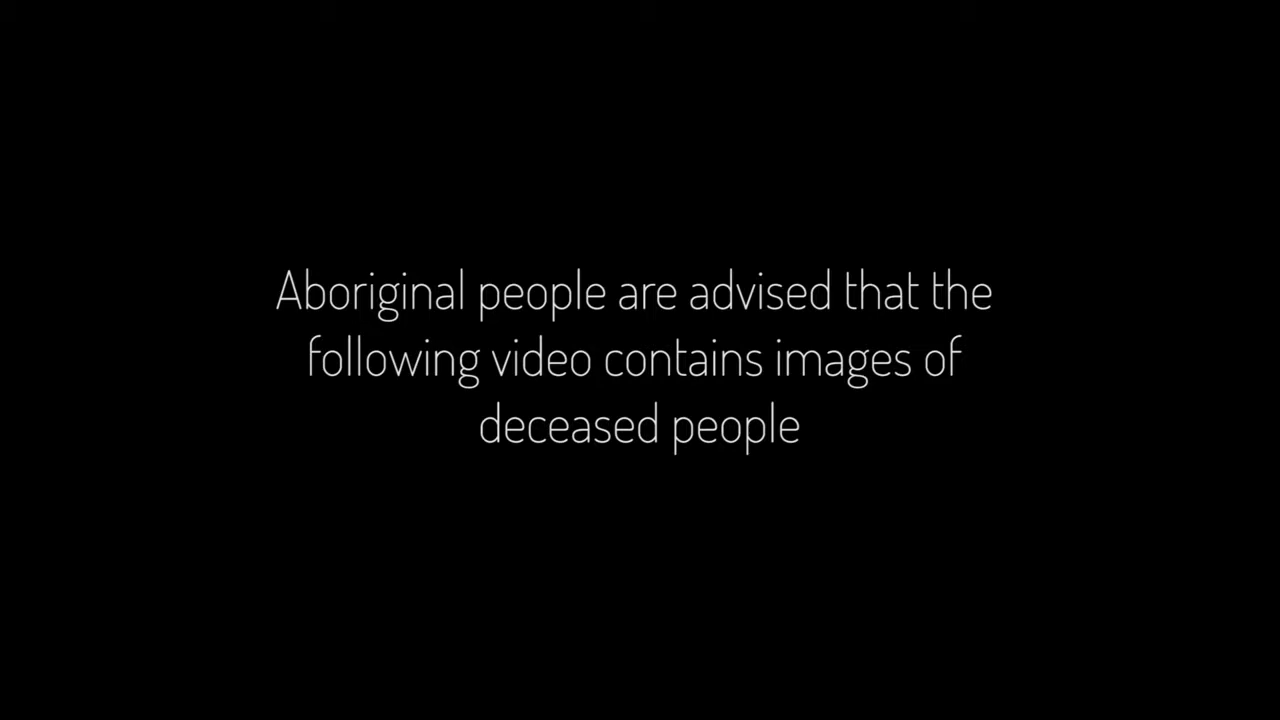 Aboriginal people are advised that the
following video contains images of
deceased people